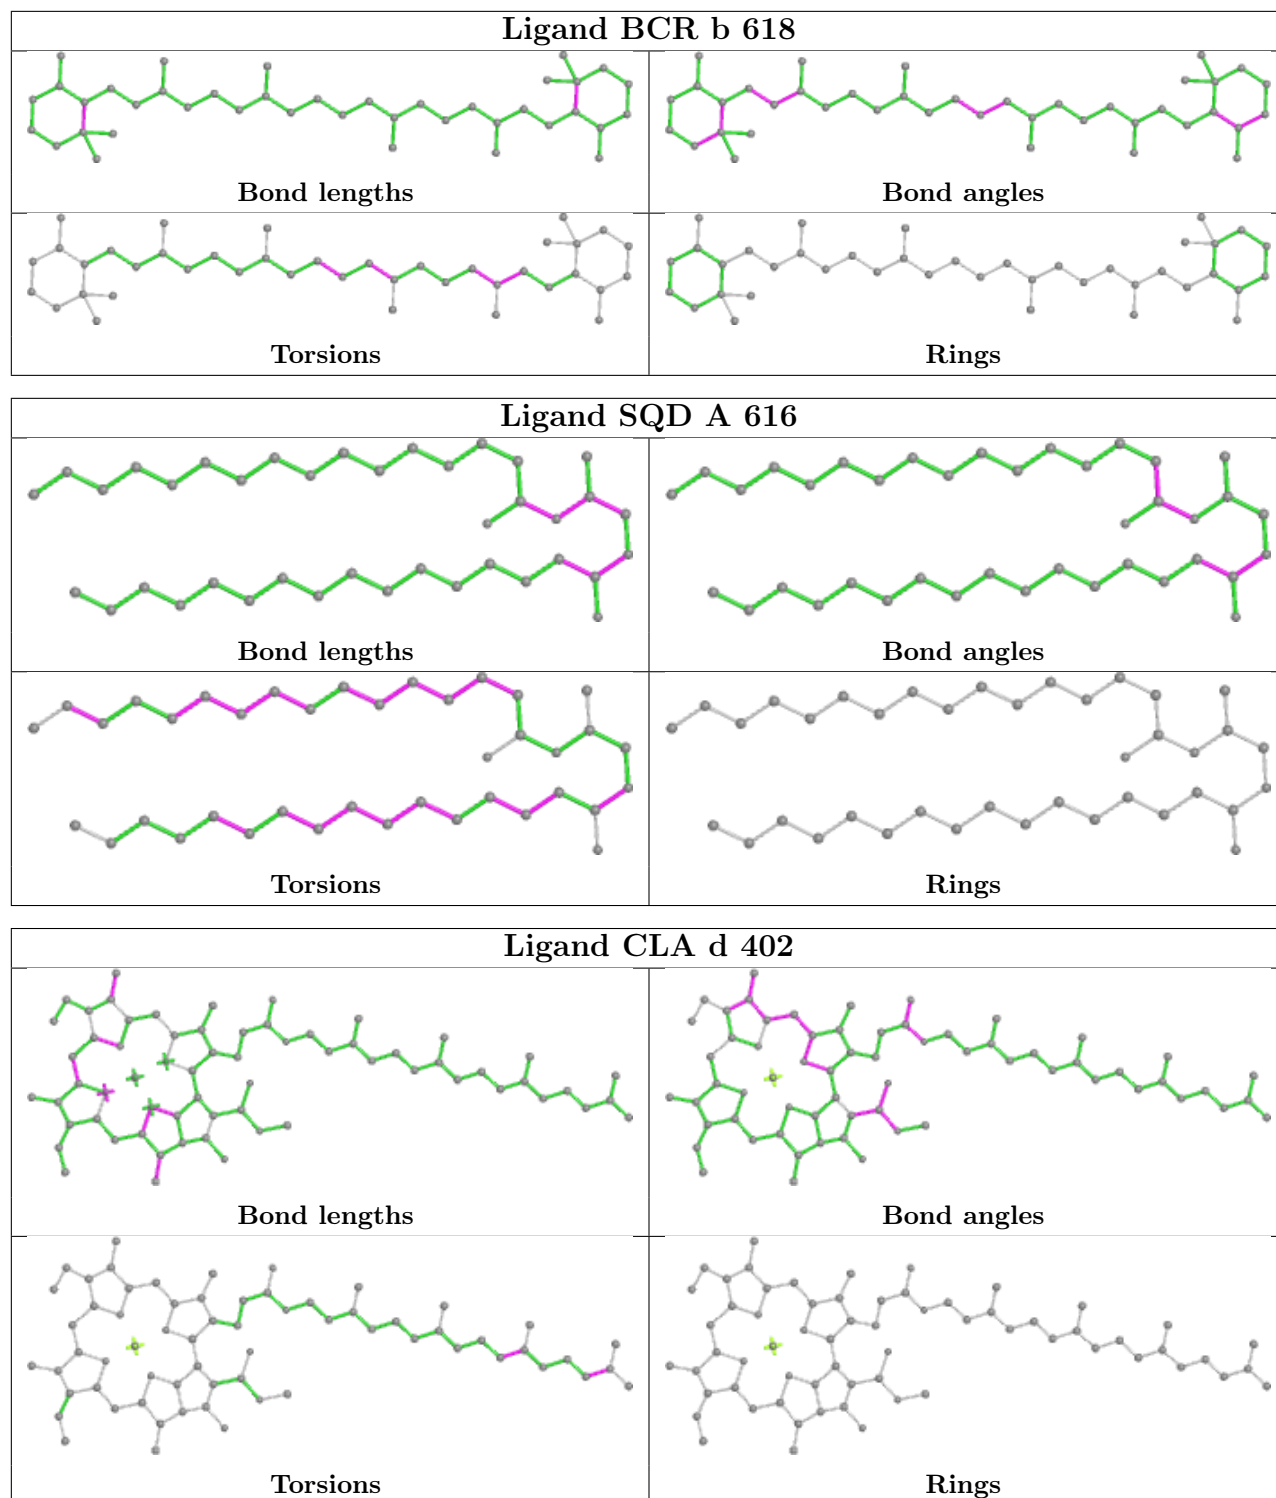 Ligand BCR b 618
Bond lengths
Bond angles
Torsions
Rings
Ligand SQD A 616
Bond lengths
Bond angles
Torsions
Rings
Ligand CLA d 402
Bond lengths
Bond angles
Torsions
Rings